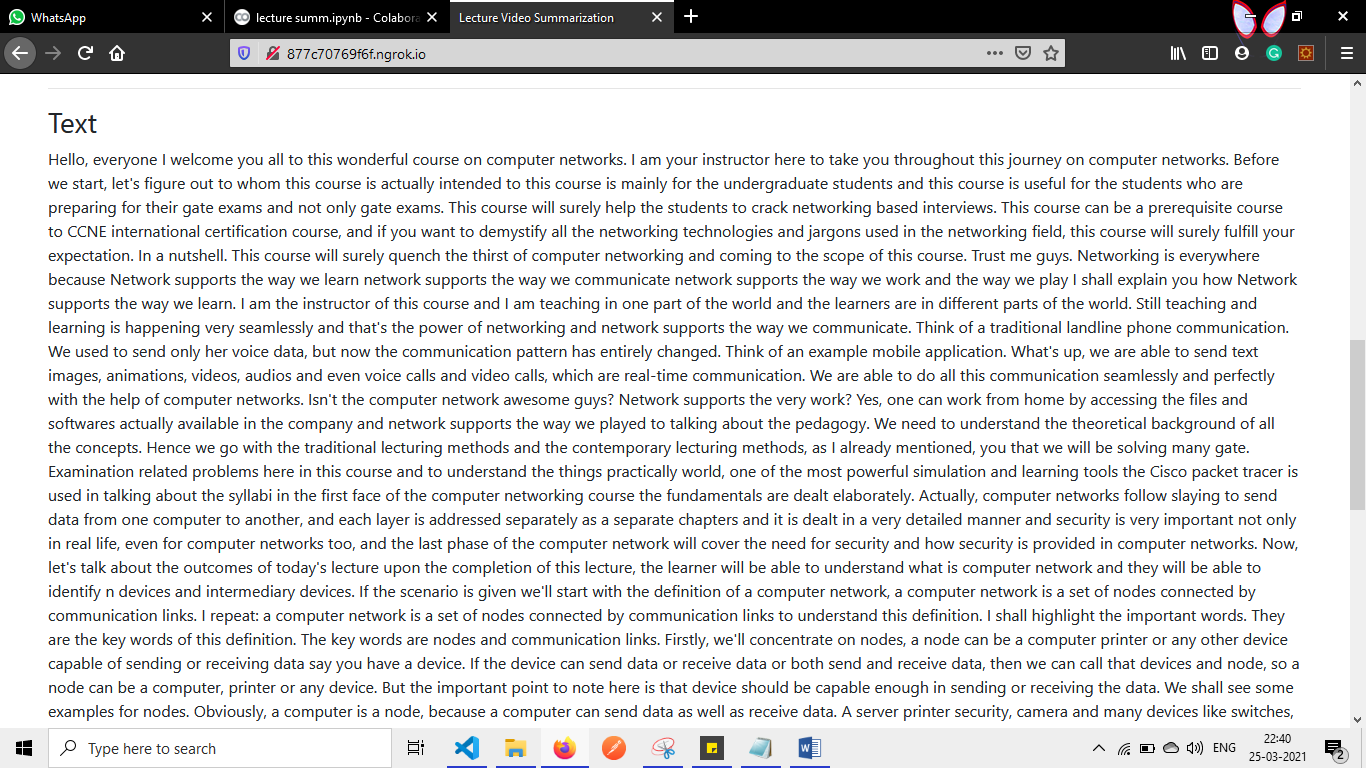 WhatsApp
lecture summ.ipynb - Colabora
Lecture Video Summarization
877c70769f6f.ngrok.io
Text
Hello, everyone I welcome you all to this wonderful course on computer networks. I am your instructor here to take you throughout this journey on computer networks. Before
we start, let's figure out to whom this course is actually intended to this course is mainly for the undergraduate students and this course is useful for the students who are
preparing for their gate exams and not only gate exams. This course will surely help the students to crack networking based interviews. This course can be a prerequisite course
to CCNE international certification course, and if you want to demystify all the networking technologies and jargons used in the networking field, this course will surely fulfill your
expectation. In a nutshell. This course will surely quench the thirst of computer networking and coming to the scope of this course. Trust me guys. Networking is everywhere
because Network supports the way we learn network supports the way we communicate network supports the way we work and the way we play I shall explain you how Network
supports the way we learn. I am the instructor of this course and I am teaching in one part of the world and the learners are in different parts of the world. Still teaching and
learning is happening very seamlessly and that's the power of networking and network supports the way we communicate. Think of a traditional landline phone communication.
We used to send only her voice data, but now the communication pattern has entirely changed. Think of an example mobile application. What's up, we are able to send text
images, animations, videos, audios and even voice calls and video calls, which are real-time communication. We are able to do all this communication seamlessly and perfectly
with the help of computer networks. Isn't the computer network awesome guys? Network supports the very work? Yes, one can work from home by accessing the files and
softwares actually available in the company and network supports the way we played to talking about the pedagogy. We need to understand the theoretical background of all
the concepts. Hence we go with the traditional lecturing methods and the contemporary lecturing methods, as I already mentioned, you that we will be solving many gate.
Examination related problems here in this course and to understand the things practically world, one of the most powerful simulation and learning tools the Cisco packet tracer is
used in talking about the syllabi in the first face of the computer networking course the fundamentals are dealt elaborately. Actually, computer networks follow slaying to send
data from one computer to another, and each layer is addressed separately as a separate chapters and it is dealt in a very detailed manner and security is very important not only
in real life, even for computer networks too, and the last phase of the computer network will cover the need for security and how security is provided in computer networks. Now,
let's talk about the outcomes of today's lecture upon the completion of this lecture, the learner will be able to understand what is computer network and they will be able to
identify n devices and intermediary devices. If the scenario is given we'll start with the definition of a computer network, a computer network is a set of nodes connected by
communication links. I repeat: a computer network is a set of nodes connected by communication links to understand this definition. I shall highlight the important words. They
are the key words of this definition. The key words are nodes and communication links. Firstly, we'll concentrate on nodes, a node can be a computer printer or any other device
capable of sending or receiving data say you have a device. If the device can send data or receive data or both send and receive data, then we can call that devices and node, so a
node can be a computer, printer or any device. But the important point to note here is that device should be capable enough in sending or receiving the data. We shall see some
examples for nodes. Obviously, a computer is a node, because a computer can send data as well as receive data. A server printer security, camera and many devices like switches,
Type here to search
ENG
22:40
25-03-2021
2